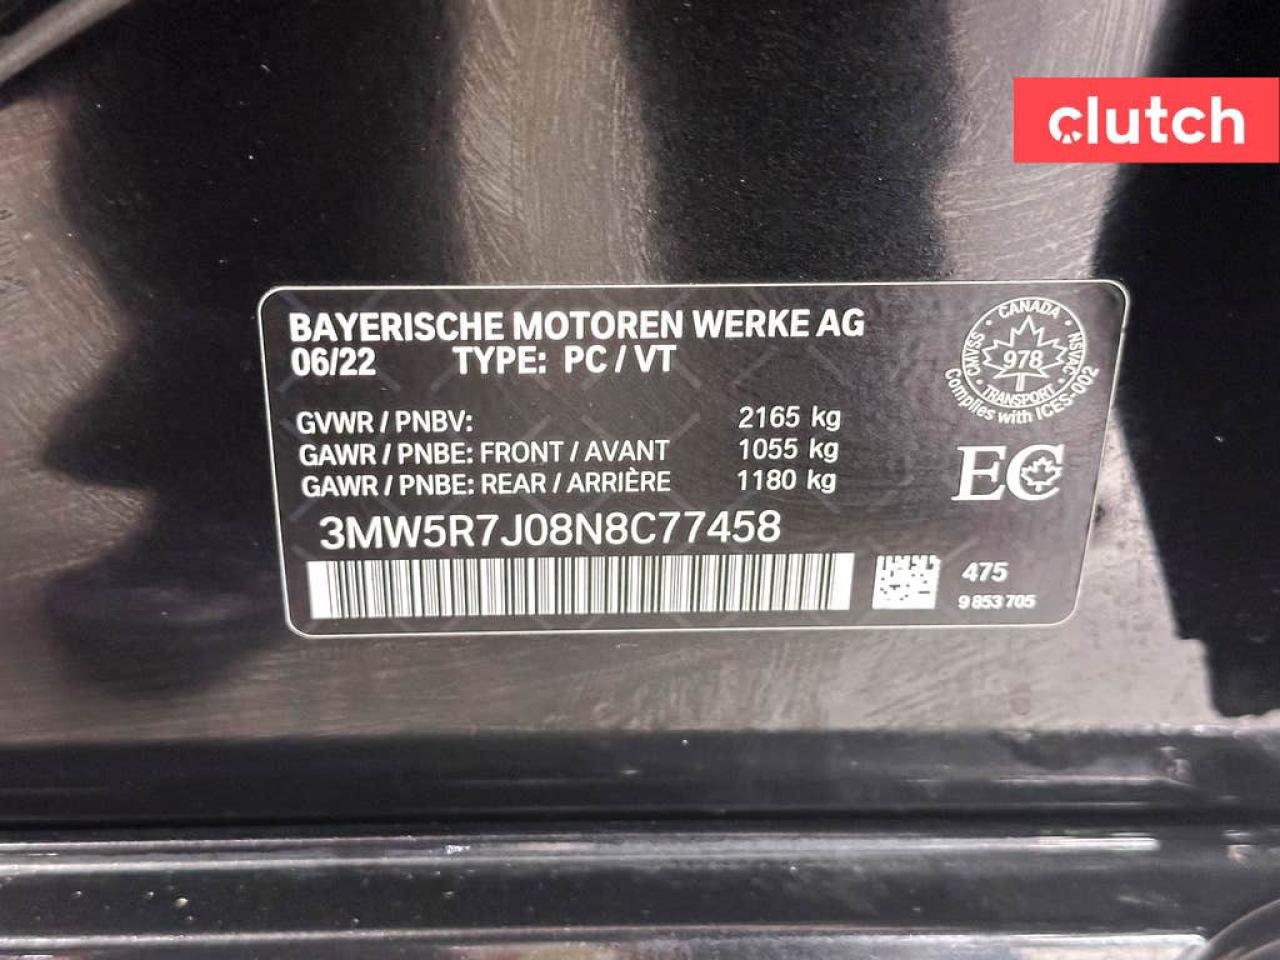 clutch
BAYERISCHE MOTOREN WERKE AG
06/22 TYPE: PC / VT
GVWR / PNBV: 2165 kg
GAWR / PNBE: FRONT / AVANT 1055 kg
GAWR / PNBE: REAR / ARRIÈRE 1180 kg
3MW5R7J08N8C77458
475
9 853 705
CANADA
CMVSS 978 NSVAC
TRANSPORT
Complies with ICES-002
EC